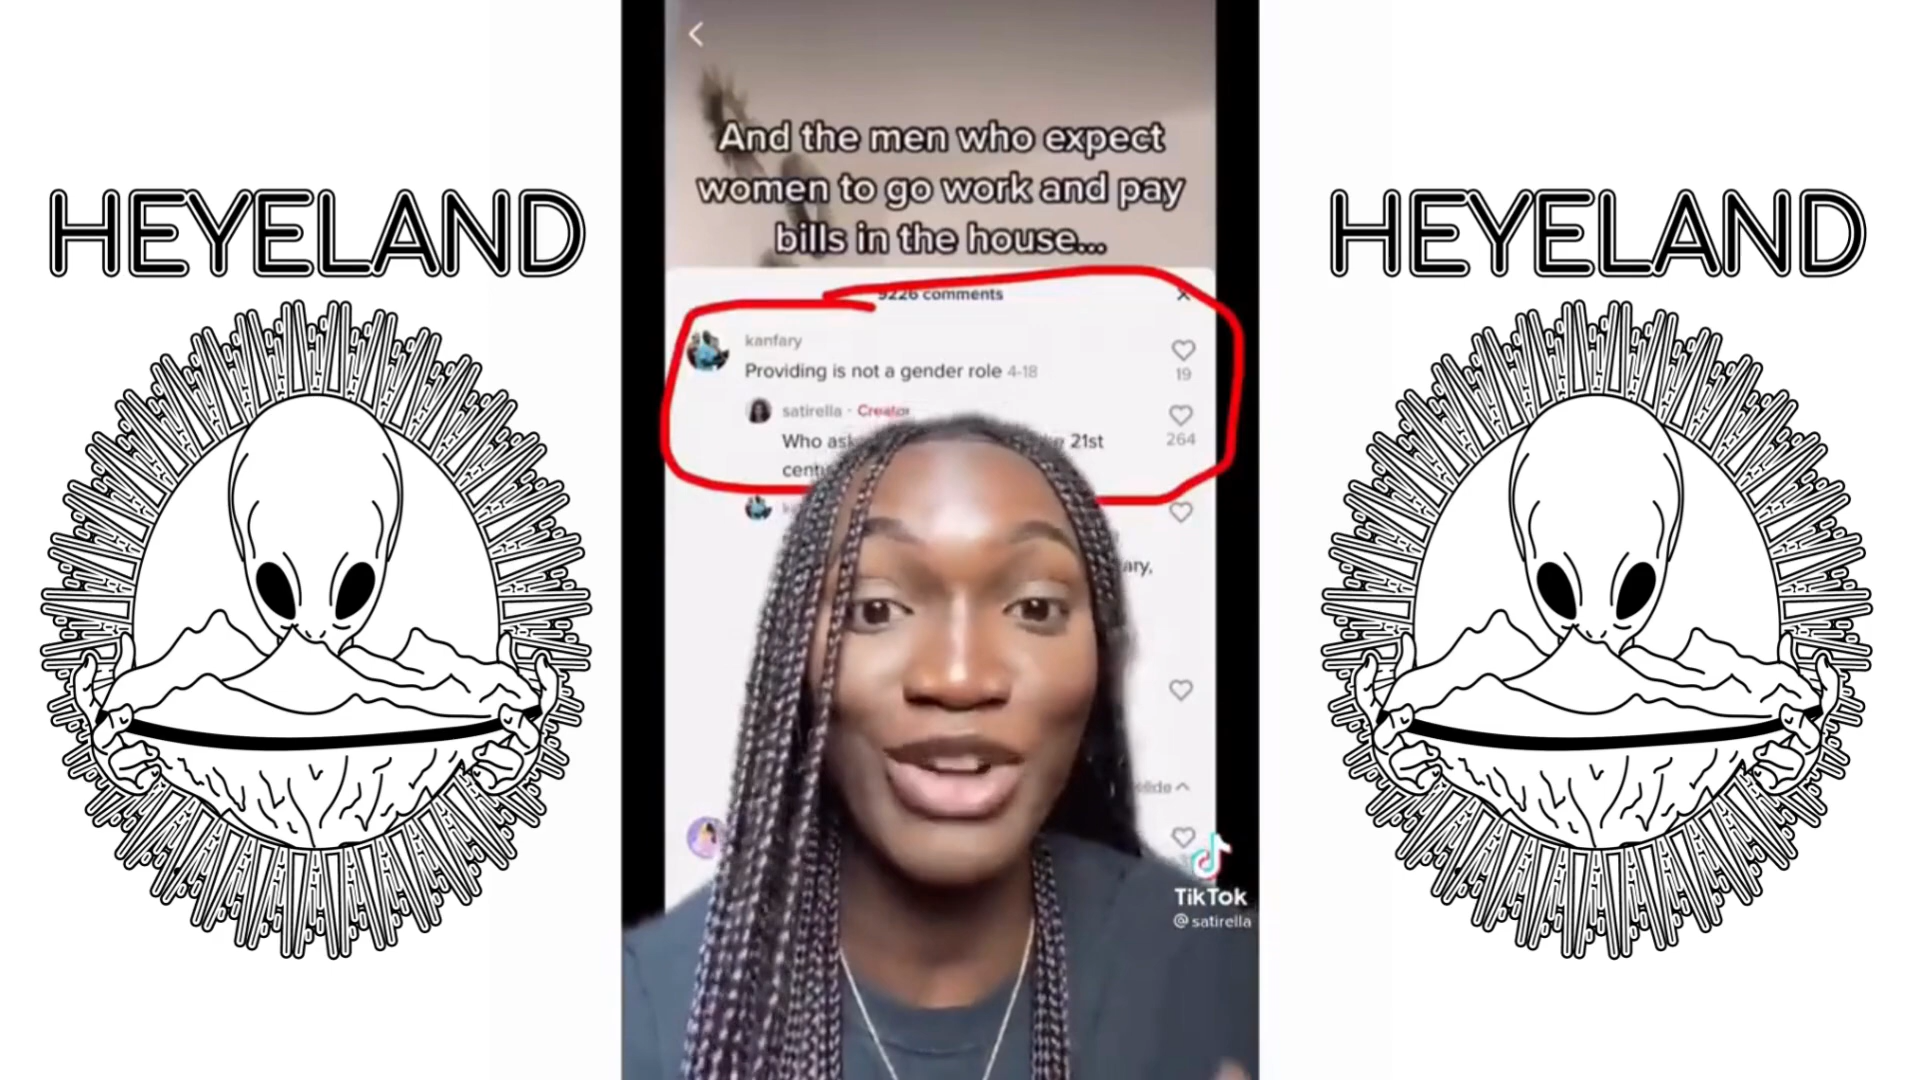 HEYELAND
And the men who expect
women to go work and pay
bills in the house...
9226 comments
kanfary
Providing is not a gender role 4-18
19
satirella · Creator
Who 21st
264
ary,
TikTok
@satirella
HEYELAND